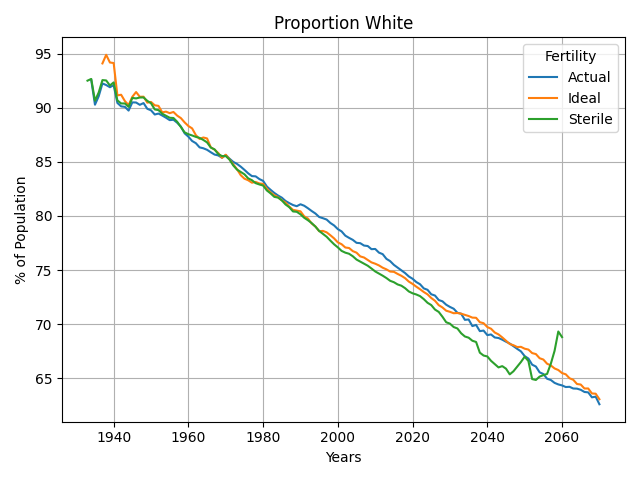 Proportion White
% of Population
95
90
85
80
75
70
65
Fertility
Actual
Ideal
Sterile
1940 1960 1980 2000 2020 2040 2060
Years